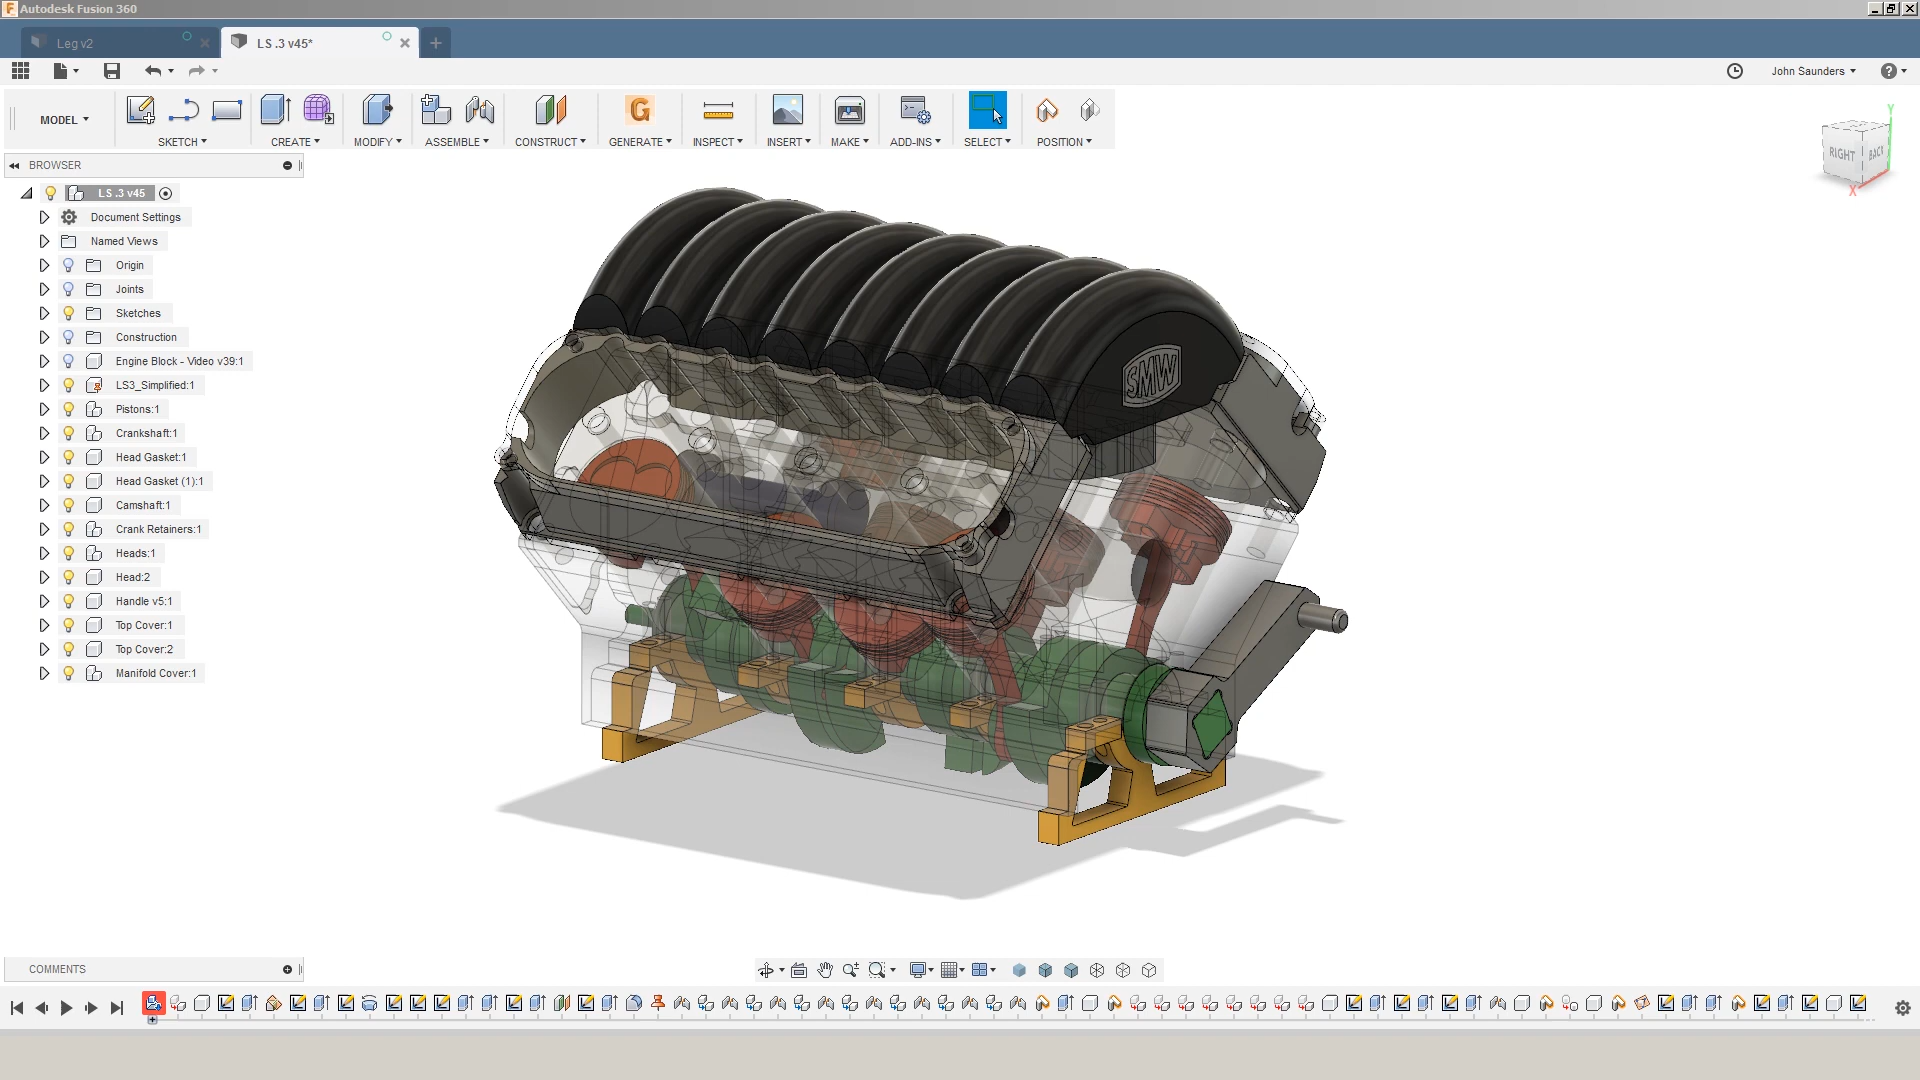 Autodesk Fusion 360
Leg v2
LS .3 v45*
John Saunders
MODEL
SKETCH
CREATE
MODIFY
ASSEMBLE
CONSTRUCT
GENERATE
INSPECT
INSERT
MAKE
ADD-INS
SELECT
POSITION
Y
RIGHT
BACK
X
BROWSER
LS .3 v45
Document Settings
Named Views
Origin
Joints
Sketches
Construction
Engine Block - Video v39:1
LS3_Simplified:1
Pistons:1
Crankshaft:1
Head Gasket:1
Head Gasket (1):1
Camshaft:1
Crank Retainers:1
Heads:1
Head:2
Handle v5:1
Top Cover:1
Top Cover:2
Manifold Cover:1
SMW
COMMENTS